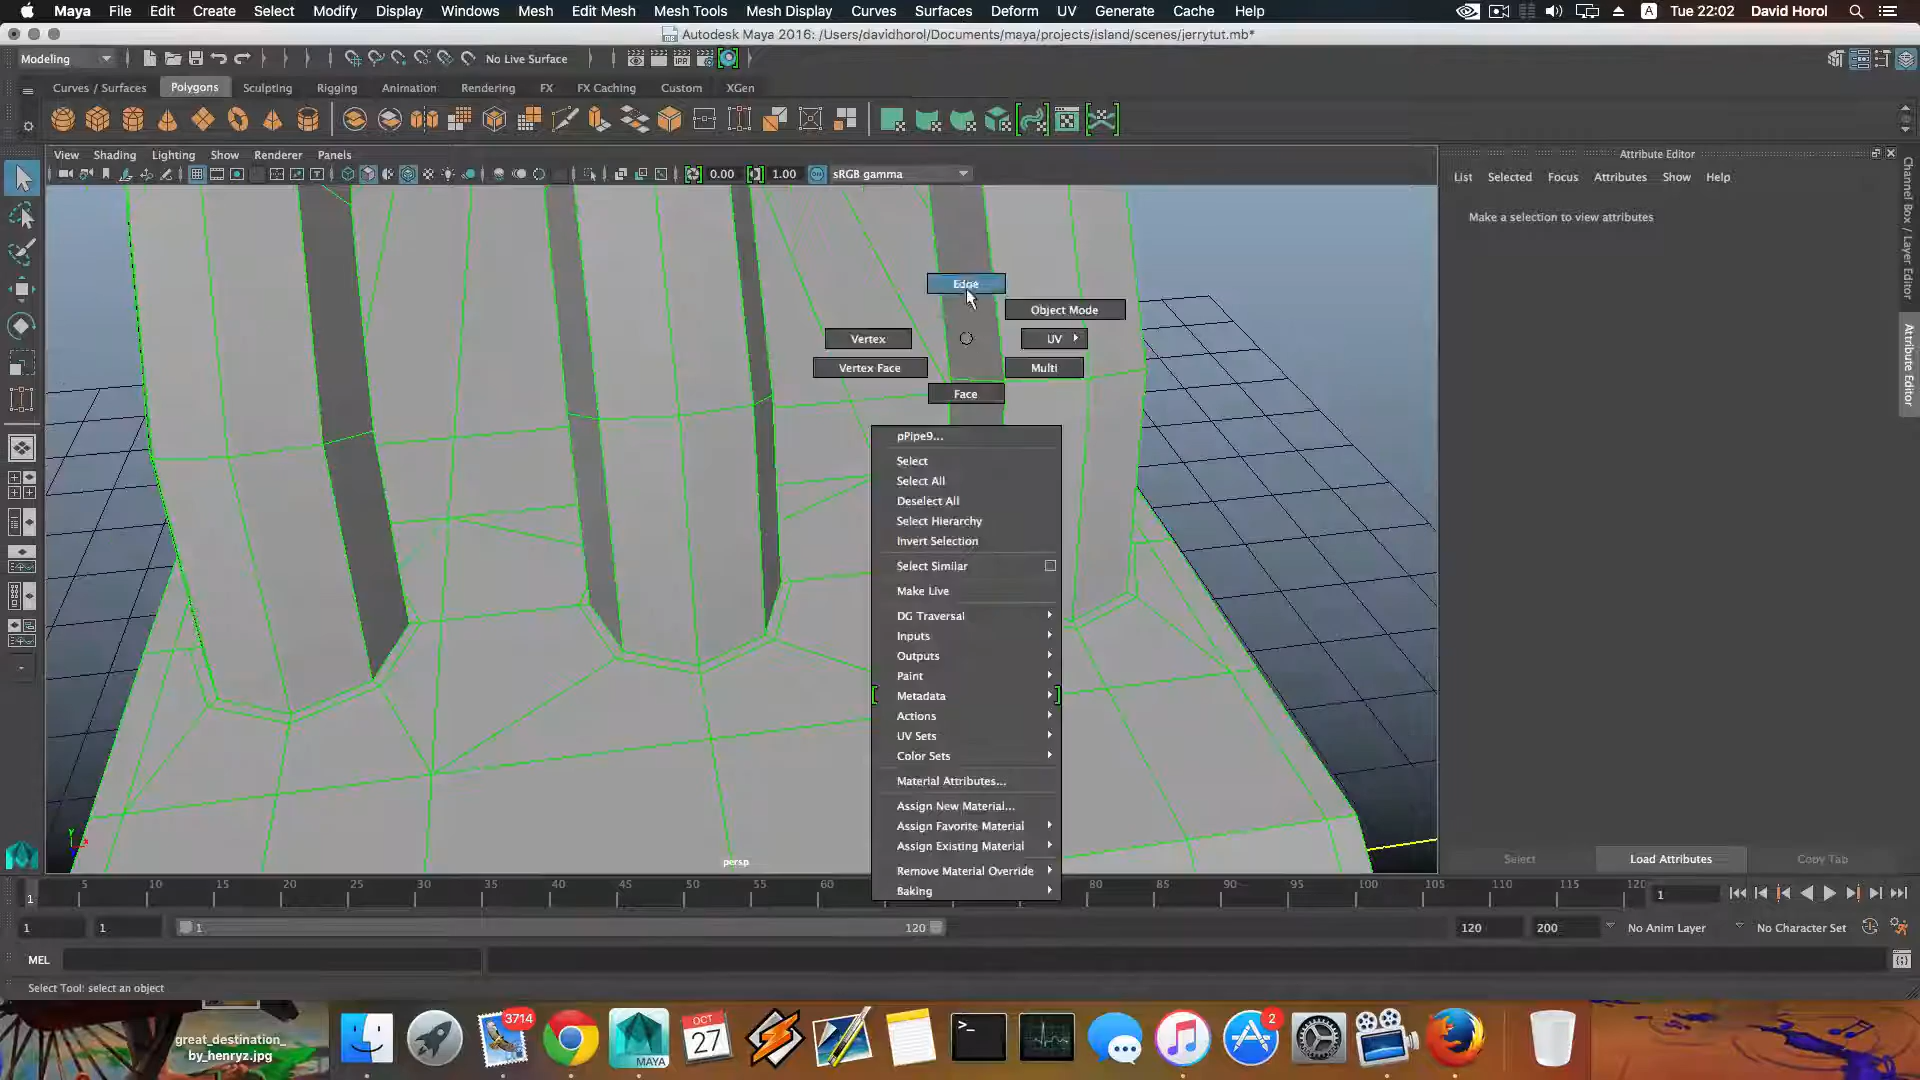 Maya File Edit Create Select Modify Display Windows Mesh Edit Mesh Mesh Tools Mesh Display Curves Surfaces Deform UV Generate Cache Help
A Tue 22:02 David Horol
Autodesk Maya 2016: /Users/davidhorol/Documents/maya/projects/island/scenes/jerrytut.mb*
Modeling
No Live Surface
IPR
Curves / Surfaces Polygons Sculpting Rigging Animation Rendering FX FX Caching Custom XGen
View Shading Lighting Show Renderer Panels
0.00 1.00 sRGB gamma
Attribute Editor
List Selected Focus Attributes Show Help
Make a selection to view attributes
Channel Box / Layer Editor
Attribute Editor
Edge
Object Mode
Vertex
UV
Vertex Face
Multi
Face
pPipe9...
Select
Select All
Deselect All
Select Hierarchy
Invert Selection
Select Similar
Make Live
DG Traversal
Inputs
Outputs
Paint
Metadata
Actions
UV Sets
Color Sets
Material Attributes...
Assign New Material...
Assign Favorite Material
Assign Existing Material
Remove Material Override
Baking
persp
Select Load Attributes Copy Tab
1 5 10 15 20 25 30 35 40 45 50 55 60 80 85 90 95 100 105 110 115 120 1
1 1 1 120 120 200 No Anim Layer No Character Set
MEL
Select Tool: select an object
great_destination_
by_henryz.jpg
3714
MAYA
OCT
27
2